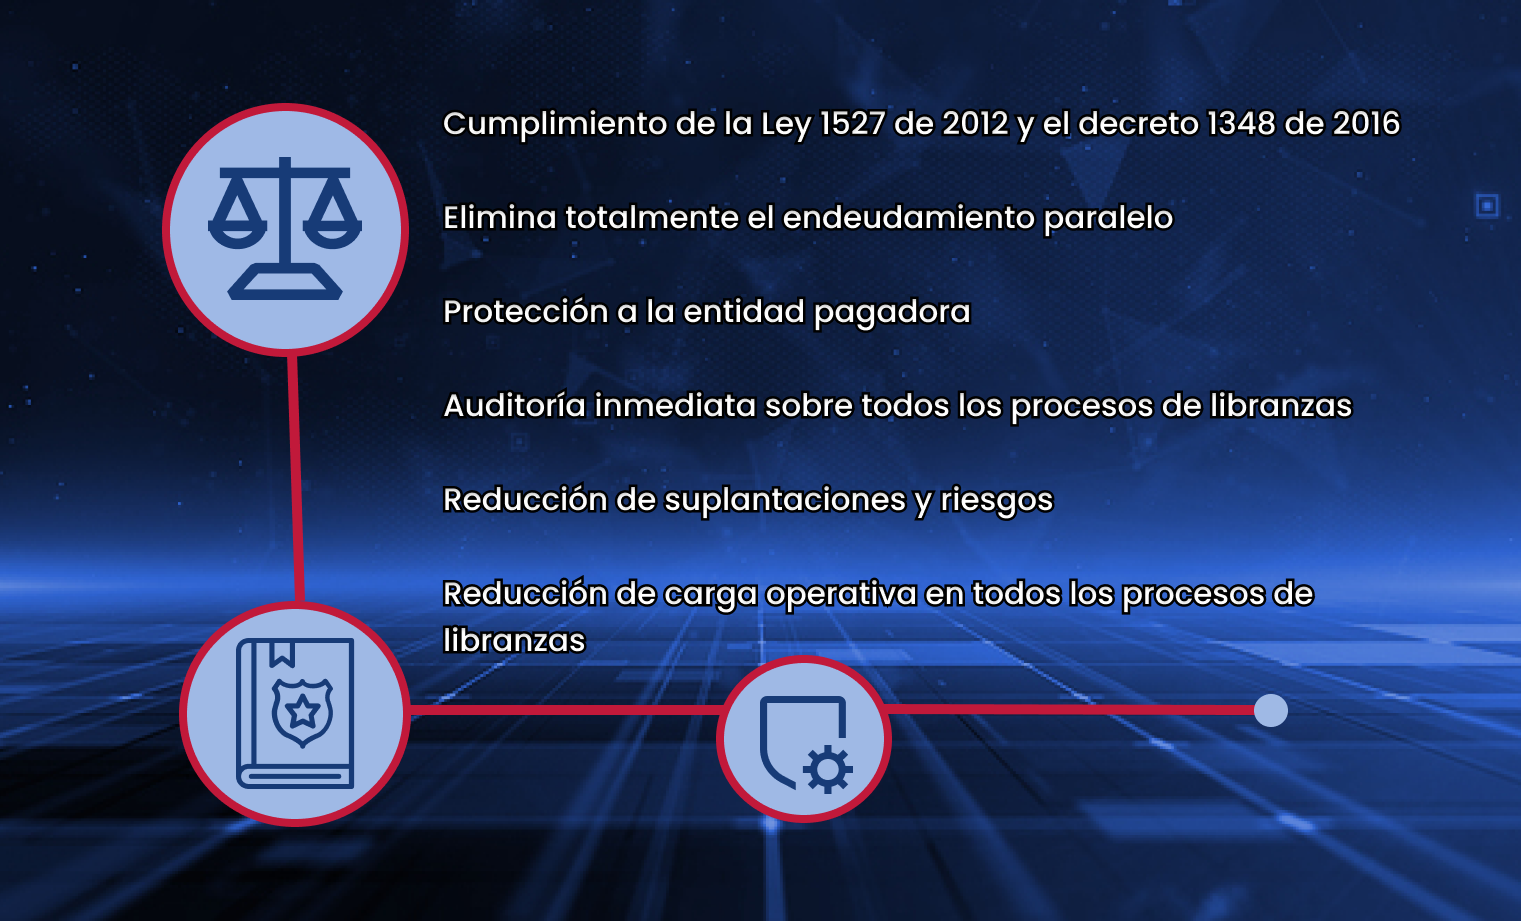 Cumplimiento de la Ley 1527 de 2012 y el decreto 1348 de 2016
Elimina totalmente el endeudamiento paralelo
Protección a la entidad pagadora
Auditoría inmediata sobre todos los procesos de libranzas
Reducción de suplantaciones y riesgos
Reducción de carga operativa en todos los procesos de
libranzas